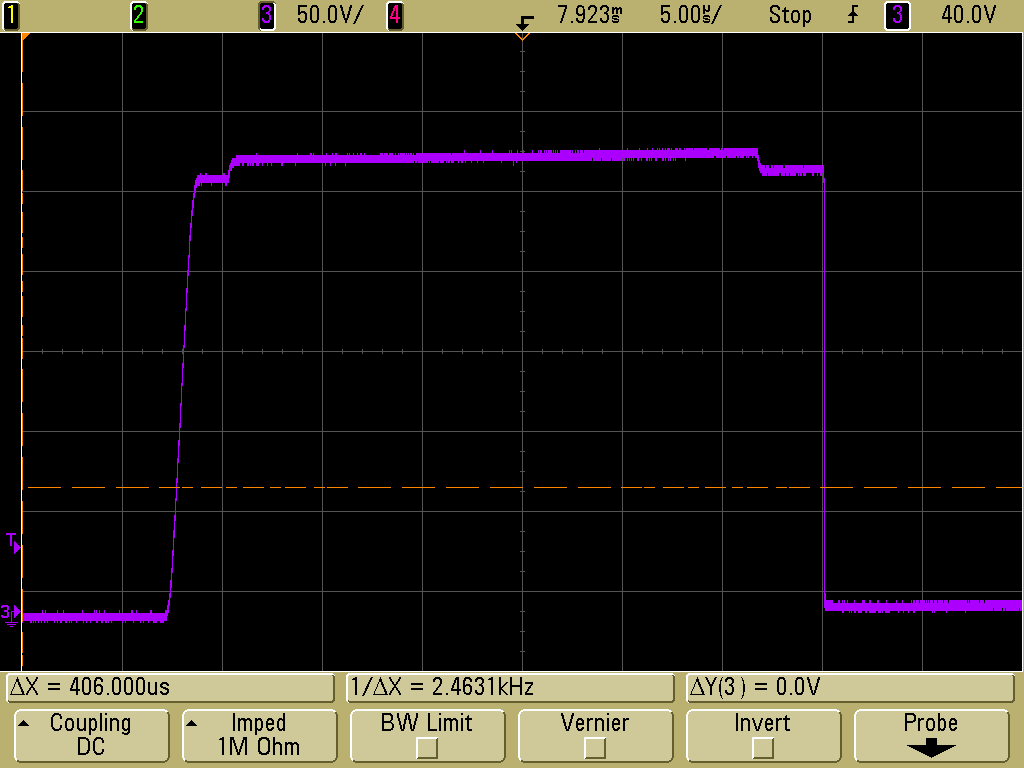 1 2 3 50.0V/ 4 7.923ms 5.00us/ Stop 3 40.0V
T
3
ΔX = 406.000us 1/ΔX = 2.4631kHz ΔY(3) = 0.0V
Coupling Imped BW Limit Vernier Invert Probe
DC 1M Ohm